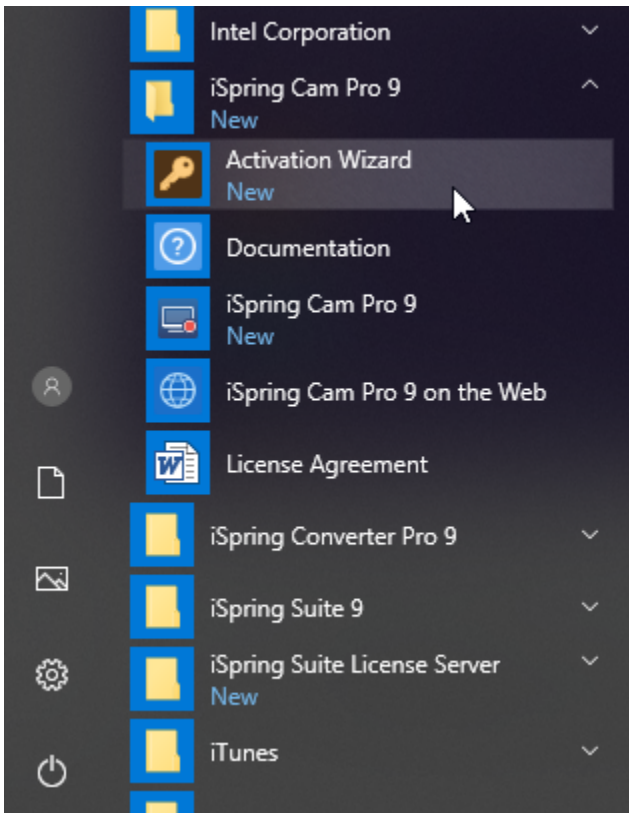 Intel Corporation
iSpring Cam Pro 9
New
Activation Wizard
New
Documentation
iSpring Cam Pro 9
New
iSpring Cam Pro 9 on the Web
License Agreement
iSpring Converter Pro 9
iSpring Suite 9
iSpring Suite License Server
New
iTunes